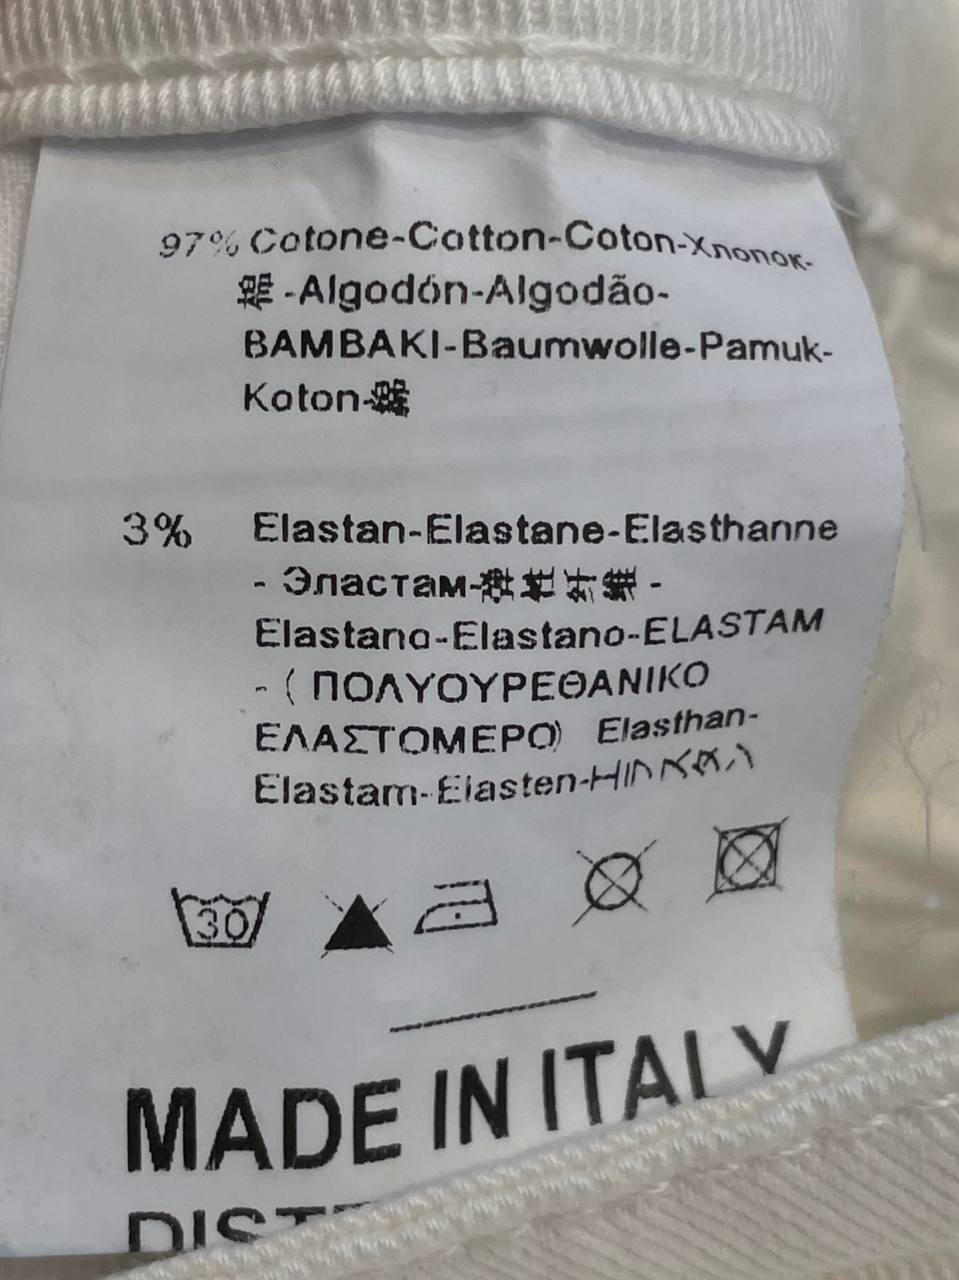 97% Cotone-Cotton-Coton-Хлопок-
-Algodón-Algodão-
BAMBAKI-Baumwolle-Pamuk-
Koton-
3% Elastan-Elastane-Elasthanne
- Эластам-
Elastano-Elastano-ELASTAM
- ( ΠΟΛΥΟΥΡΕΘΑΝΙΚΟ
ΕΛΑΣΤΟΜΕΡΟ) Elasthan-
Elastam-Elasten-
30
MADE IN ITALY